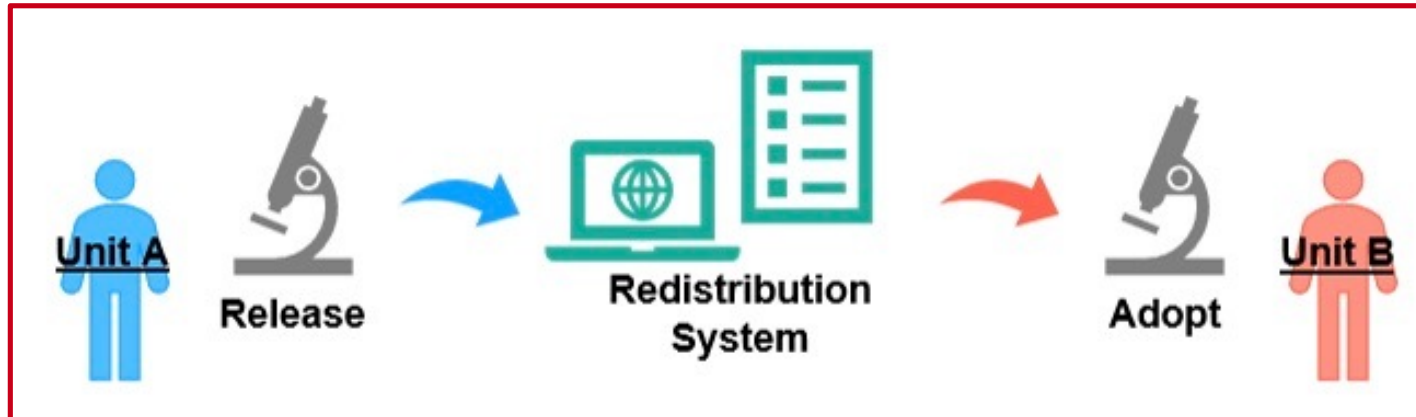 Unit A
Release
Redistribution
System
Adopt
Unit B